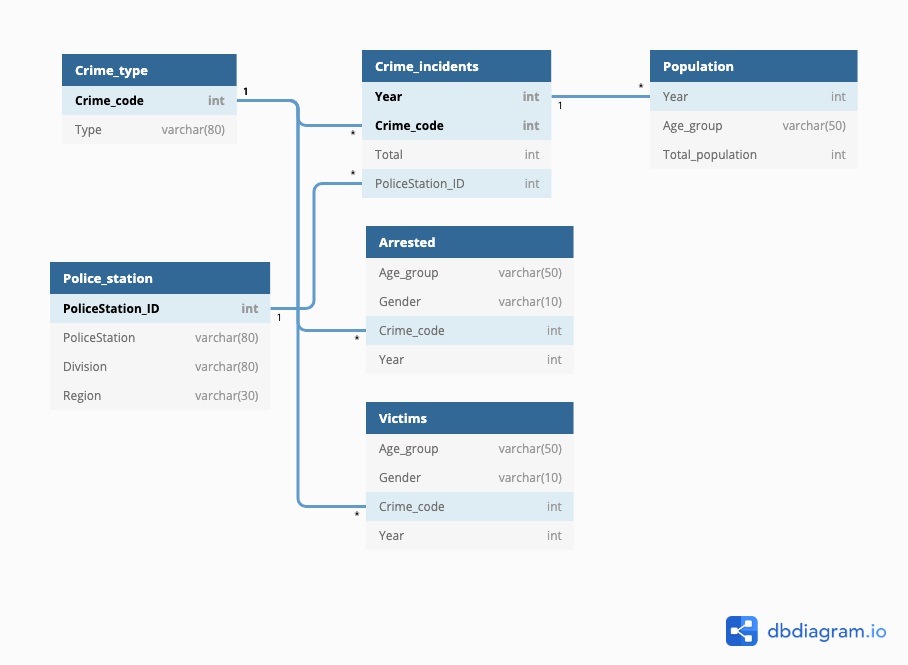 Crime_type
Crime_code int
Type varchar(80)
1
*
*
Crime_incidents
Year int
Crime_code int
Total int
PoliceStation_ID int
1
*
Population
Year int
Age_group varchar(50)
Total_population int
Police_station
PoliceStation_ID int
PoliceStation varchar(80)
Division varchar(80)
Region varchar(30)
1
*
Arrested
Age_group varchar(50)
Gender varchar(10)
Crime_code int
Year int
*
Victims
Age_group varchar(50)
Gender varchar(10)
Crime_code int
Year int
dbdiagram.io